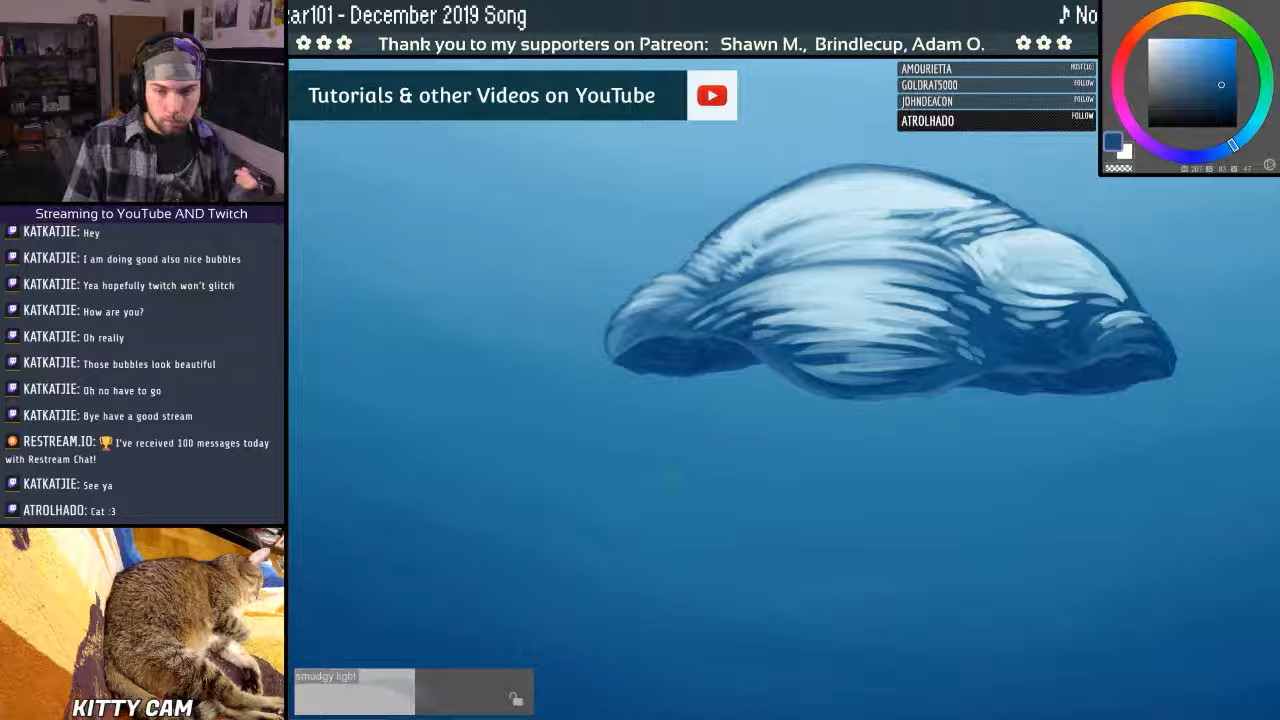 ar101 - December 2019 Song
♪ No
✿ ✿ ✿ Thank you to my supporters on Patreon: Shawn M., Brindlecup, Adam O. ✿ ✿ ✿
Tutorials & other Videos on YouTube
AMOURIETTA
GOLDRAT5000 FOLLOW
JOHNDEACON FOLLOW
ATROLHADO FOLLOW
Streaming to YouTube AND Twitch
KATKATJIE: Hey
KATKATJIE: I am doing good also nice bubbles
KATKATJIE: Yea hopefully twitch won't glitch
KATKATJIE: How are you?
KATKATJIE: Oh really
KATKATJIE: Those bubbles look beautiful
KATKATJIE: Oh no have to go
KATKATJIE: Bye have a good stream
RESTREAM.IO: 🏆 I've received 100 messages today
with Restream Chat!
KATKATJIE: See ya
ATROLHADO: Cat :3
KITTY CAM
smudgy light